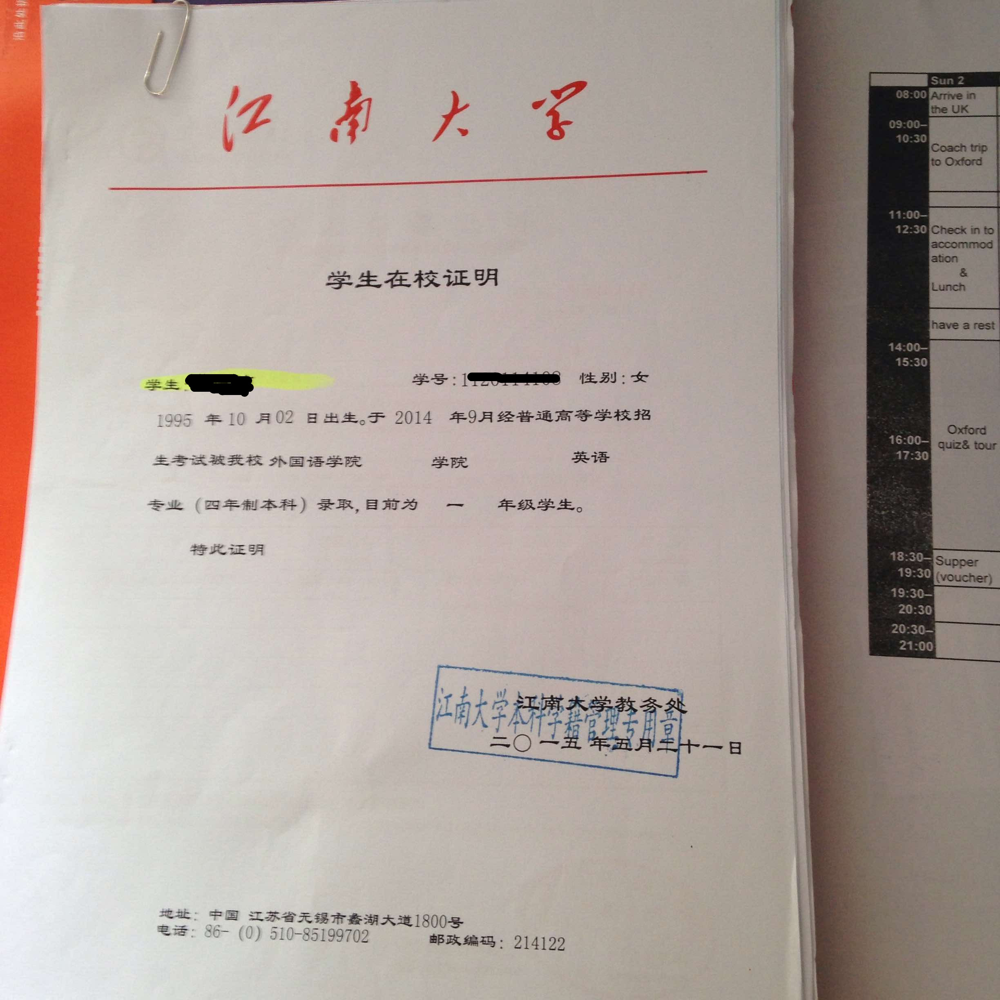 江南大学
学生在校证明
学生: 学号: 性别: 女
1995 年 10 月 02 日出生。于 2014 年9月经普通高等学校招
生考试被我校 外国语学院 学院 英语
专业 (四年制本科) 录取, 目前为 一 年级学生。
特此证明
江南大学本科学籍管理专用章
江南大学教务处
二〇一五年五月二十一日
地址: 中国 江苏省无锡市蠡湖大道1800号
电话: 86- (0) 510-85199702 邮政编码: 214122
Sun 2
08:00 Arrive in
the UK
09:00–
10:30
Coach trip
to Oxford
11:00–
12:30 Check in to
accommod
ation
&
Lunch
have a rest
14:00–
15:30
Oxford
quiz& tour
16:00–
17:30
18:30–
19:30
Supper
(voucher)
19:30–
20:30
20:30–
21:00